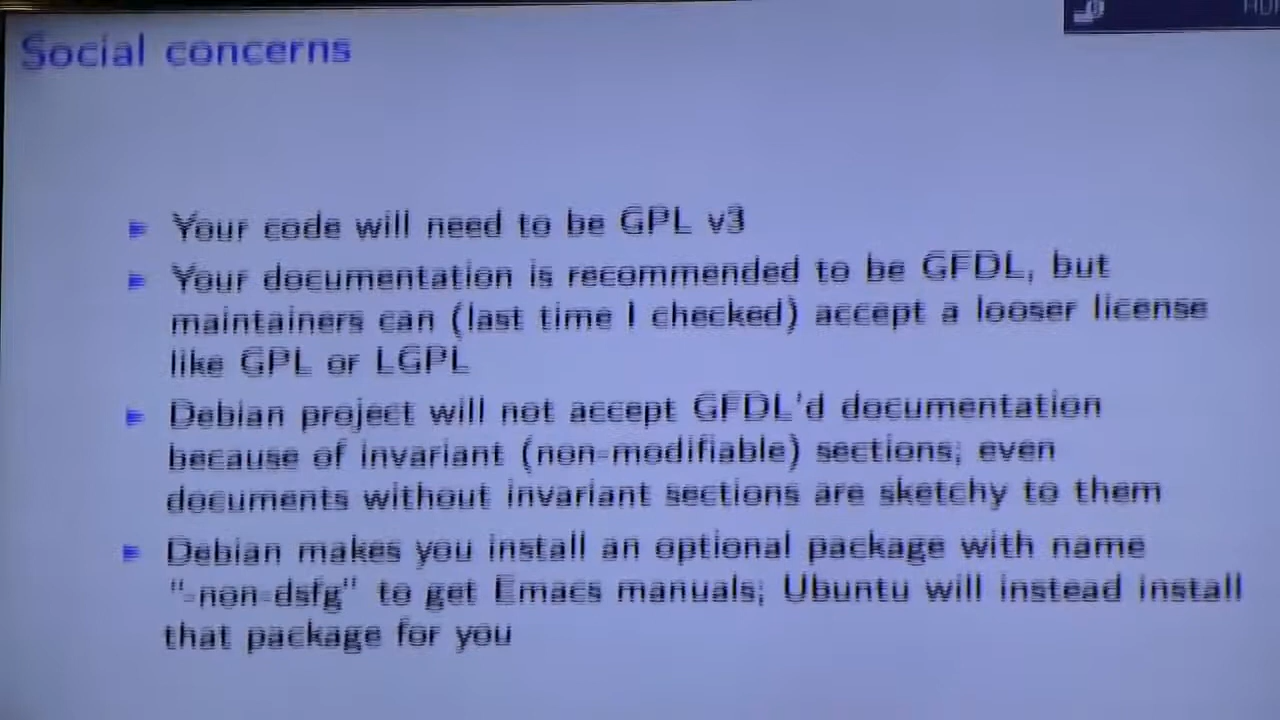 Social concerns
Your code will need to be GPL v3
Your documentation is recommended to be GFDL, but
maintainers can (last time I checked) accept a looser license
like GPL or LGPL
Debian project will not accept GFDL'd documentation
because of invariant (non-modifiable) sections; even
documents without invariant sections are sketchy to them
Debian makes you install an optional package with name
"-non-dsfg" to get Emacs manuals; Ubuntu will instead install
that package for you